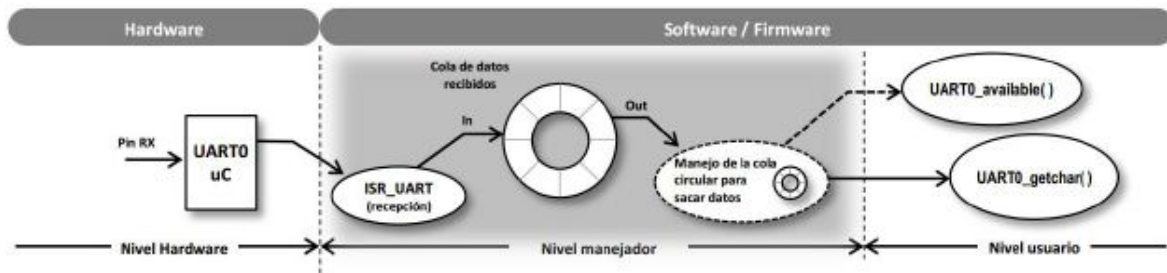 Hardware
Software / Firmware
Cola de datos
recibidos
In
Out
Pin RX
UART0
uC
ISR_UART
(recepción)
Manejo de la cola
circular para
sacar datos
UART0_available( )
UART0_getchar( )
Nivel Hardware
Nivel manejador
Nivel usuario